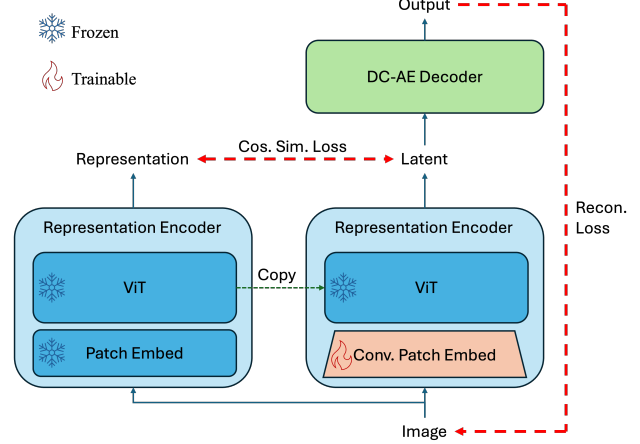 Output
Frozen
Trainable
DC-AE Decoder
Cos. Sim. Loss
Representation
Latent
Recon.
Loss
Representation Encoder
Representation Encoder
ViT
Copy
ViT
Patch Embed
Conv. Patch Embed
Image